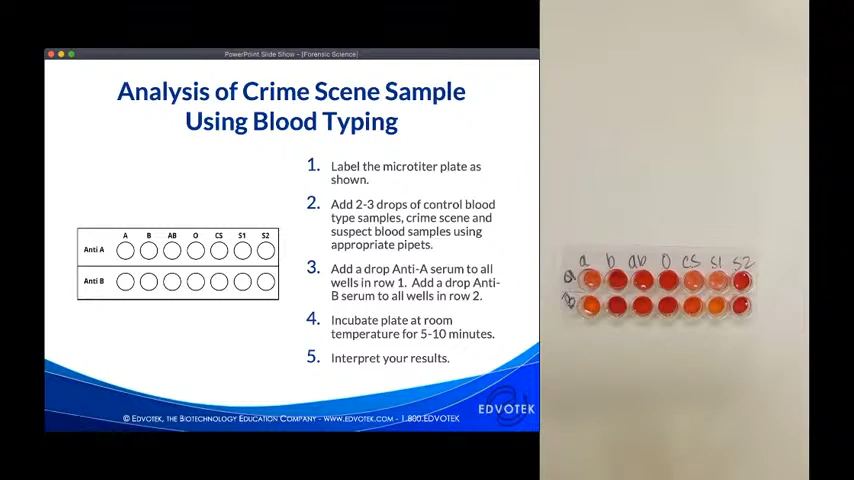 PowerPoint Slide Show - [Forensic Science]
Analysis of Crime Scene Sample
Using Blood Typing
A B AB O CS S1 S2
Anti A
Anti B
1. Label the microtiter plate as
shown.
2. Add 2-3 drops of control blood
type samples, crime scene and
suspect blood samples using
appropriate pipets.
3. Add a drop Anti-A serum to all
wells in row 1. Add a drop Anti-
B serum to all wells in row 2.
4. Incubate plate at room
temperature for 5-10 minutes.
5. Interpret your results.
© EDVOTEK, THE BIOTECHNOLOGY EDUCATION COMPANY - WWW.EDVOTEK.COM - 1.800.EDVOTEK
EDVOTEK
a b ab O CS S1 S2
a
b